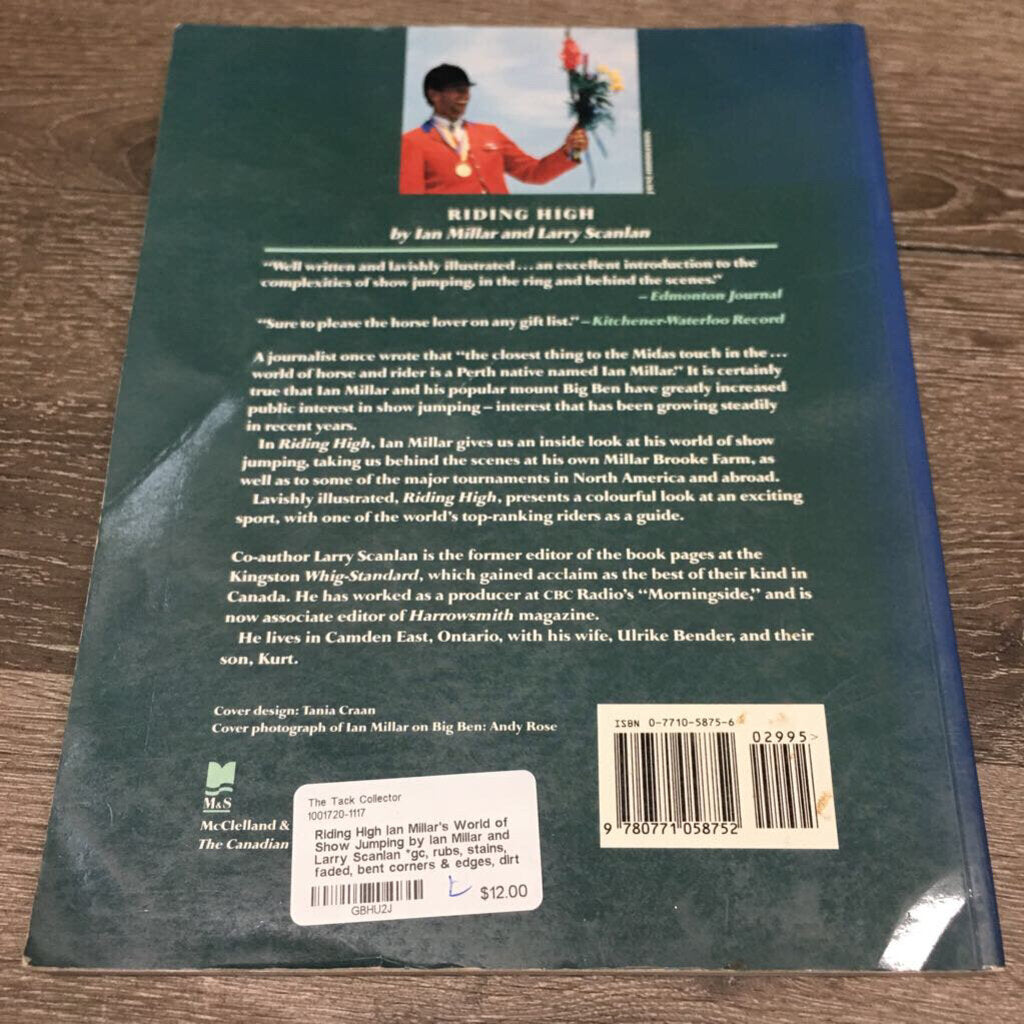 RIDING HIGH
by Ian Millar and Larry Scanlan
"Well written and lavishly illustrated... an excellent introduction to the
complexities of show jumping, in the ring and behind the scenes."
– Edmonton Journal
"Sure to please the horse lover on any gift list." – Kitchener-Waterloo Record
A journalist once wrote that "the closest thing to the Midas touch in the...
world of horse and rider is a Perth native named Ian Millar." It is certainly
true that Ian Millar and his popular mount Big Ben have greatly increased
public interest in show jumping – interest that has been growing steadily
in recent years.
In Riding High, Ian Millar gives us an inside look at his world of show
jumping, taking us behind the scenes at his own Millar Brooke Farm, as
well as to some of the major tournaments in North America and abroad.
Lavishly illustrated, Riding High, presents a colourful look at an exciting
sport, with one of the world's top-ranking riders as a guide.
Co-author Larry Scanlan is the former editor of the book pages at the
Kingston Whig-Standard, which gained acclaim as the best of their kind in
Canada. He has worked as a producer at CBC Radio's "Morningside," and is
now associate editor of Harrowsmith magazine.
He lives in Camden East, Ontario, with his wife, Ulrike Bender, and their
son, Kurt.
Cover design: Tania Craan
Cover photograph of Ian Millar on Big Ben: Andy Rose
M&S
McClelland &
The Canadian
ISBN 0-7710-5875-6
02995>
9 780771 058752
The Tack Collector
1001720-1117
Riding High Ian Millar's World of
Show Jumping by Ian Millar and
Larry Scanlan *gc, rubs, stains,
faded, bent corners & edges, dirt
$12.00
GBHU2J